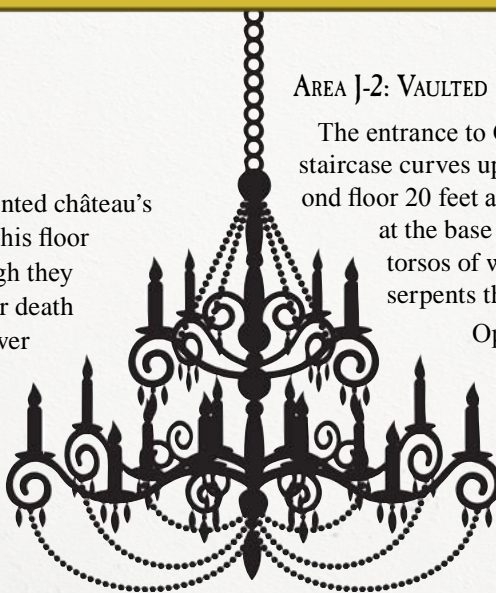 nted château's
his floor
gh they
r death
ver
AREA J-2: VAULTED
The entrance to
staircase curves up
ond floor 20 feet a
at the base
torsos of w
serpents th
Op